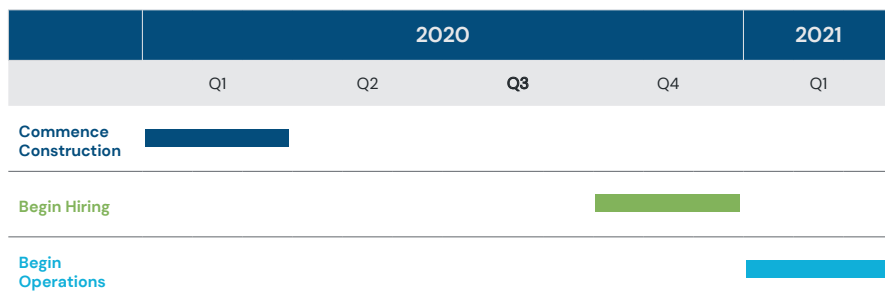 2020 2021
Q1 Q2 Q3 Q4 Q1
Commence
Construction
Begin Hiring
Begin
Operations